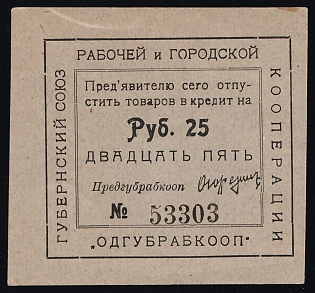 РАБОЧЕЙ и ГОРОДСКОЙ
ГУБЕРНСКИЙ СОЮЗ
КООПЕРАЦИИ
Пред'явителю сего отпу-
стить товаров в кредит на
Руб. 25
ДВАДЦАТЬ ПЯТЬ
Предгубрабкооп
№ 53303
„ОДГУБРАБКООП"